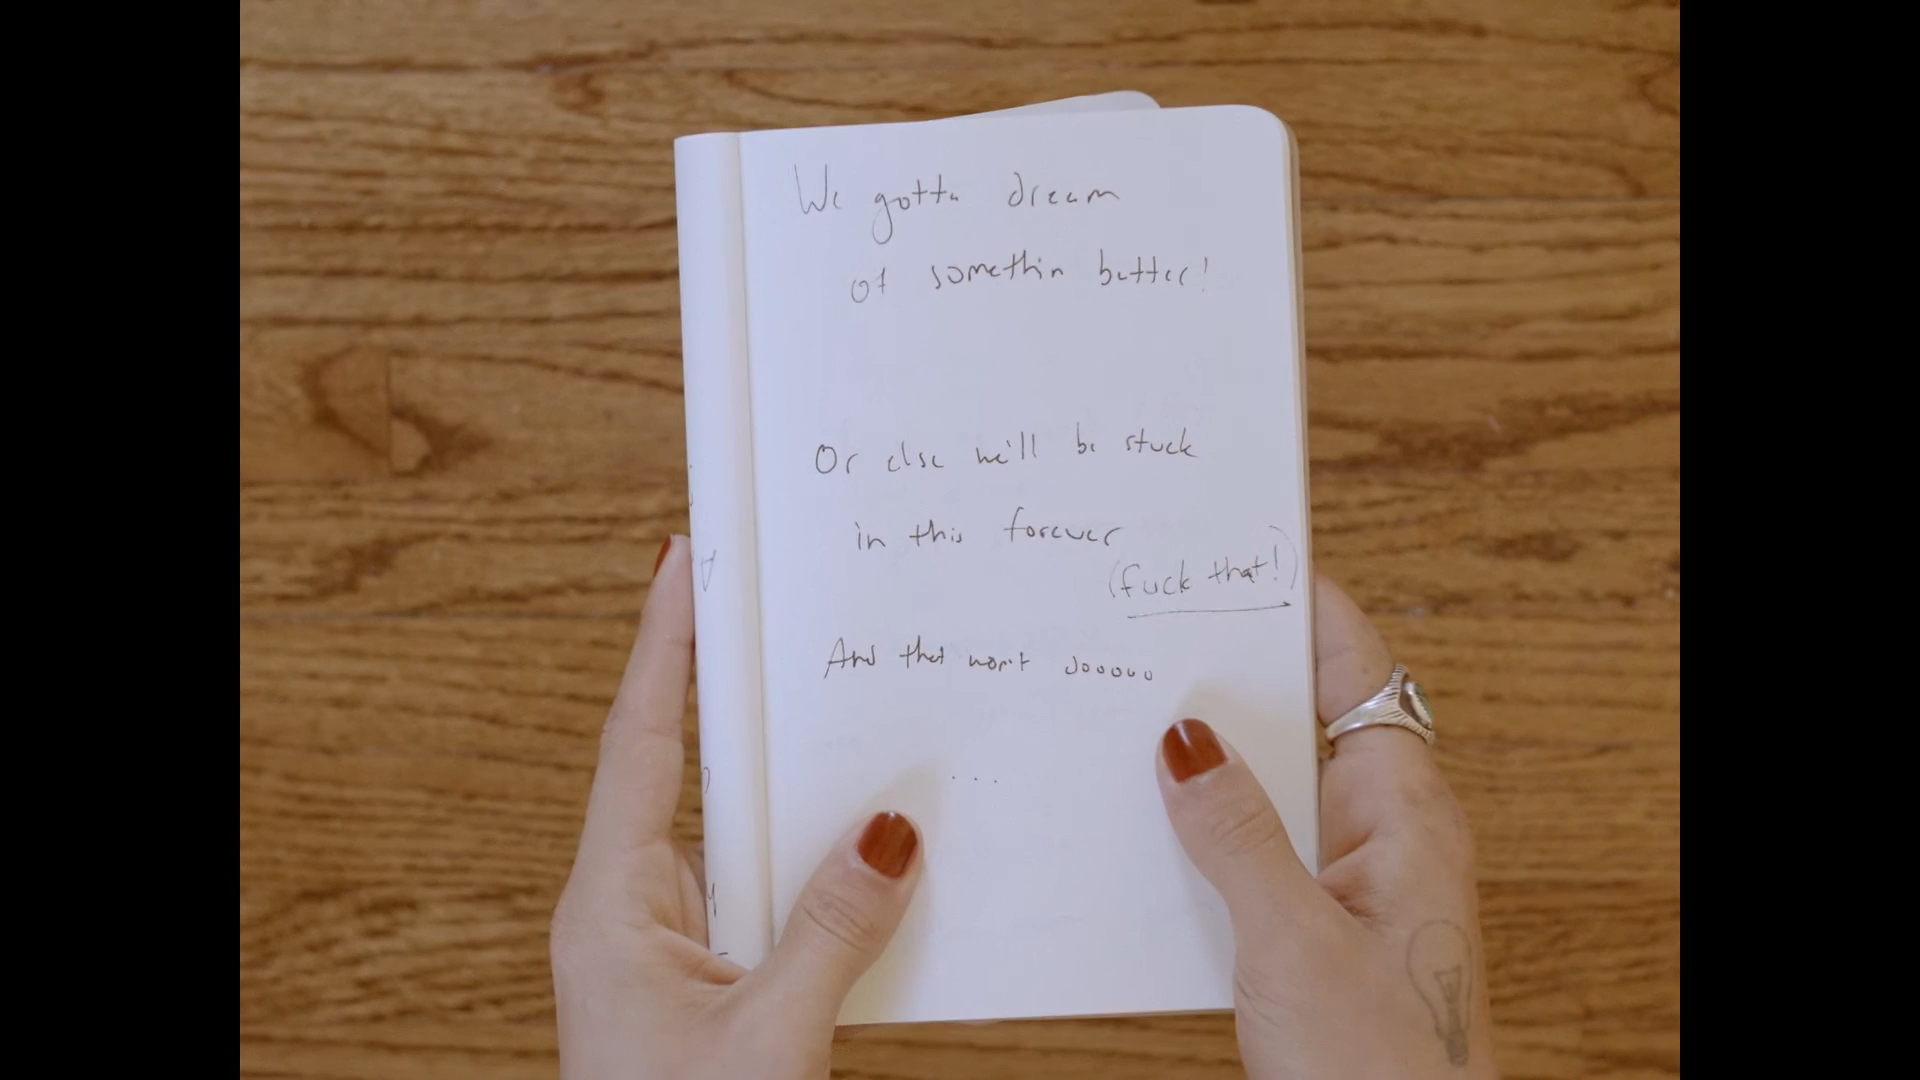 We gotta dream
of somethin better!
Or else we'll be stuck
in this forever
(fuck that!)
And that won't dooooo
...